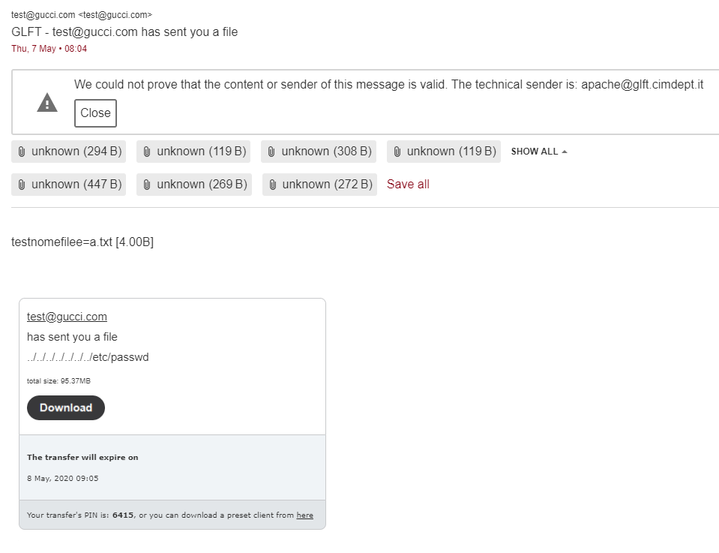 test@gucci.com <test@gucci.com>
GLFT - test@gucci.com has sent you a file
Thu, 7 May • 08:04
We could not prove that the content or sender of this message is valid. The technical sender is: apache@glft.cimdept.it
Close
unknown (294 B) unknown (119 B) unknown (308 B) unknown (119 B) SHOW ALL
unknown (447 B) unknown (269 B) unknown (272 B) Save all
testnomefilee=a.txt [4.00B]
test@gucci.com
has sent you a file
../../../../../../../etc/passwd
total size: 95.37MB
Download
The transfer will expire on
8 May, 2020 09:05
Your transfer's PIN is: 6415, or you can download a preset client from here